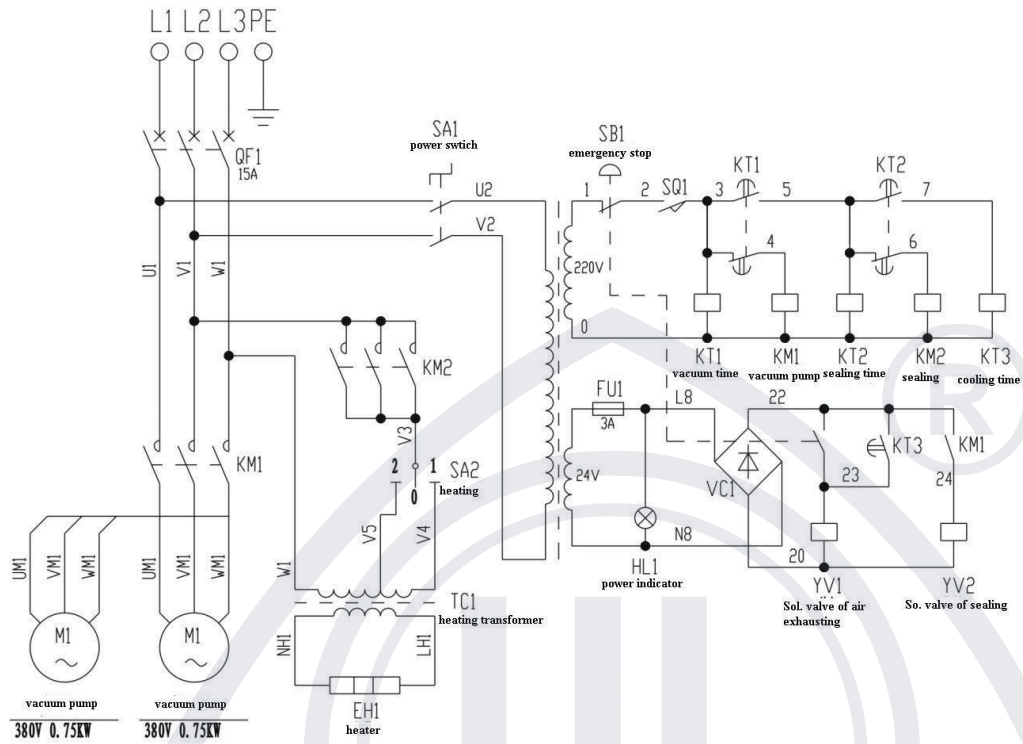 L1 L2 L3 PE
QF1
15A
SA1
power swtich
U2
V2
SB1
emergency stop
1
2
SQ1
3
KT1
5
KT2
7
4
6
220V
0
KT1
vacuum time
KM1
vacuum pump
KT2
sealing time
KM2
sealing
KT3
cooling time
U1
V1
W1
KM2
V3
2
1
0
SA2
heating
KM1
V5
V4
W1
FU1
3A
L8
24V
N8
HL1
power indicator
VC1
22
KT3
KM1
23
24
20
YV1
Sol. valve of air
exhausting
YV2
So. valve of sealing
UM1
VM1
WM1
UM1
VM1
WM1
M1
M1
vacuum pump
380V 0.75KW
vacuum pump
380V 0.75KW
TC1
heating transformer
NH1
LH1
EH1
heater
R